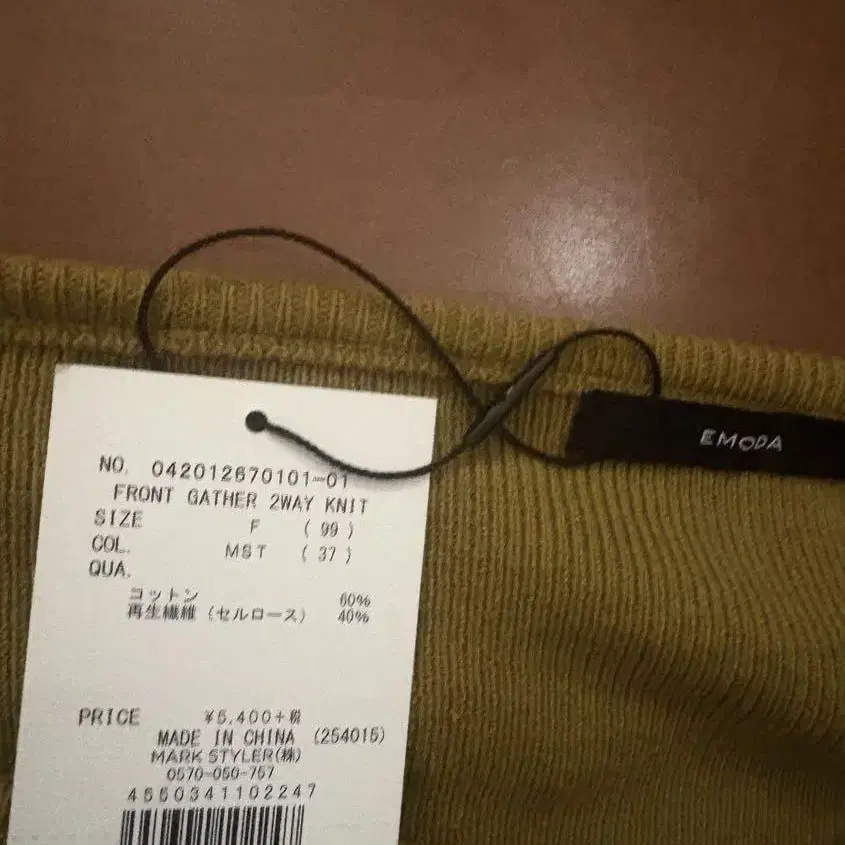 EMODA
NO. 042012670101-01
FRONT GATHER 2WAY KNIT
SIZE F ( 99 )
COL. MST ( 37 )
QUA.
コットン 60%
再生繊維 (セルロース) 40%
PRICE ¥5,400+税
MADE IN CHINA (254015)
MARK STYLER(株)
0570-050-757
4550341102247